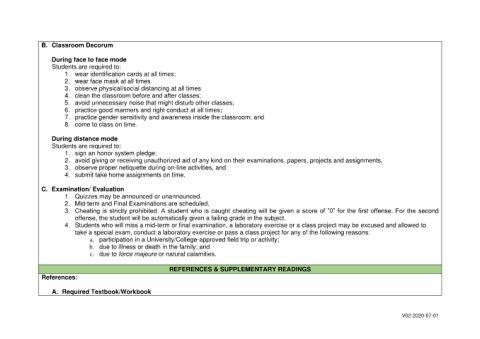 B. Classroom Decorum
During face to face mode
Students are required to:
1. wear identification cards at all times;
2. wear face mask at all times
3. observe physical/social distancing at all times
4. clean the classroom before and after classes;
5. avoid unnecessary noise that might disturb other classes;
6. practice good manners and right conduct at all times;
7. practice gender sensitivity and awareness inside the classroom; and
8. come to class on time.
During distance mode
Students are required to:
1. sign an honor system pledge;
2. avoid giving or receiving unauthorized aid of any kind on their examinations, papers, projects and assignments,
3. observe proper netiquette during on-line activities, and
4. submit take home assignments on time.
C. Examination/ Evaluation
1. Quizzes may be announced or unannounced.
2. Mid-term and Final Examinations are scheduled.
3. Cheating is strictly prohibited. A student who is caught cheating will be given a score of "0" for the first offense. For the second
offense, the student will be automatically given a failing grade in the subject.
4. Students who will miss a mid-term or final examination, a laboratory exercise or a class project may be excused and allowed to
take a special exam, conduct a laboratory exercise or pass a class project for any of the following reasons:
a. participation in a University/College-approved field trip or activity;
b. due to illness or death in the family; and
c. due to force majeure or natural calamities.
REFERENCES & SUPPLEMENTARY READINGS
References:
A. Required Textbook/Workbook
V02-2020-07-01